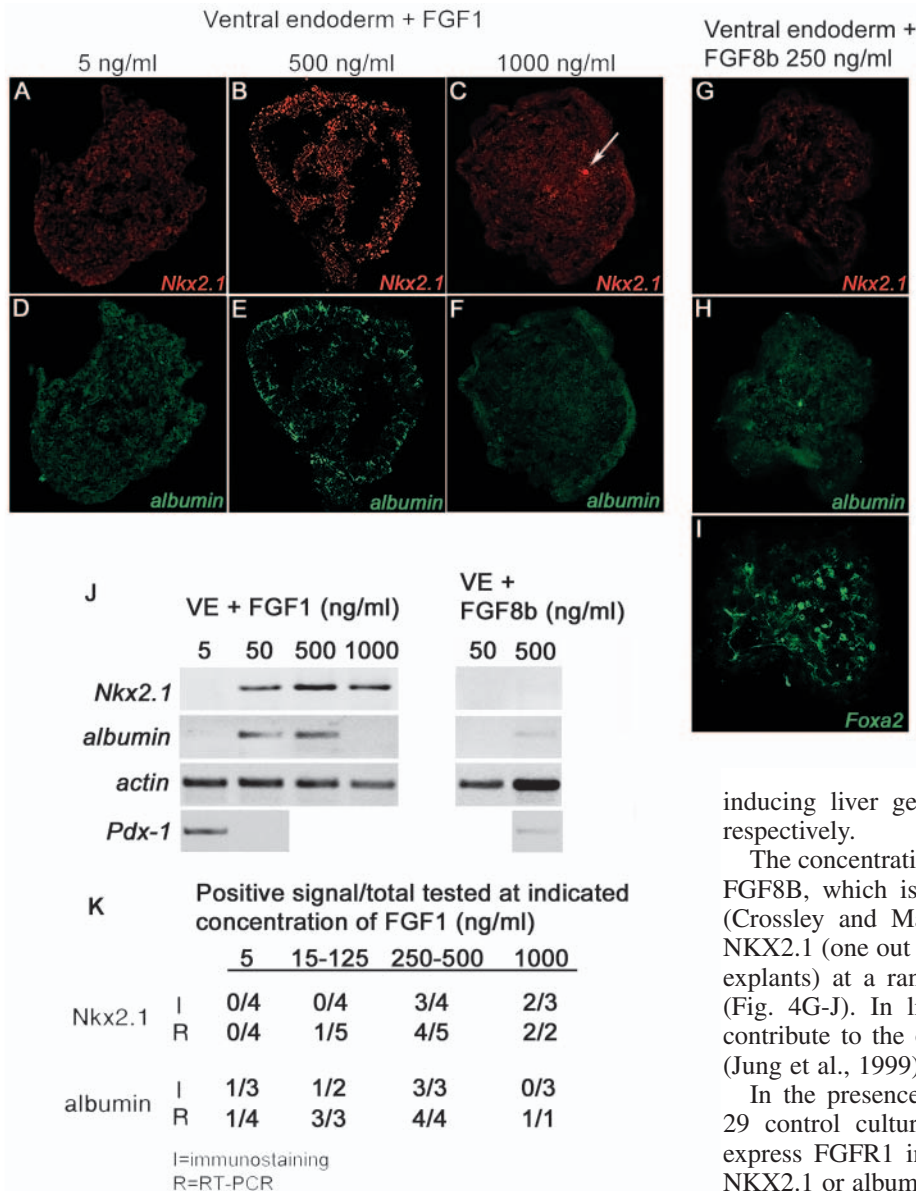 Ventral endoderm + FGF1
5 ng/ml 500 ng/ml 1000 ng/ml
Ventral endoderm +
FGF8b 250 ng/ml
A B C G
Nkx2.1 Nkx2.1 Nkx2.1 Nkx2.1
D E F H
albumin albumin albumin albumin
I
Foxa2
J
VE + FGF1 (ng/ml)
5 50 500 1000
VE +
FGF8b (ng/ml)
50 500
Nkx2.1
albumin
actin
Pdx-1
K Positive signal/total tested at indicated
concentration of FGF1 (ng/ml)
5 15-125 250-500 1000
Nkx2.1
I 0/4 0/4 3/4 2/3
R 0/4 1/5 4/5 2/2
albumin
I 1/3 1/2 3/3 0/3
R 1/4 3/3 4/4 1/1
I=immunostaining
R=RT-PCR
inducing liver ge
respectively.
The concentrati
FGF8B, which is
(Crossley and Ma
NKX2.1 (one out
explants) at a ran
(Fig. 4G-J). In li
contribute to the
(Jung et al., 1999)
In the presence
29 control cultur
express FGFR1 i
NKX2.1 or album